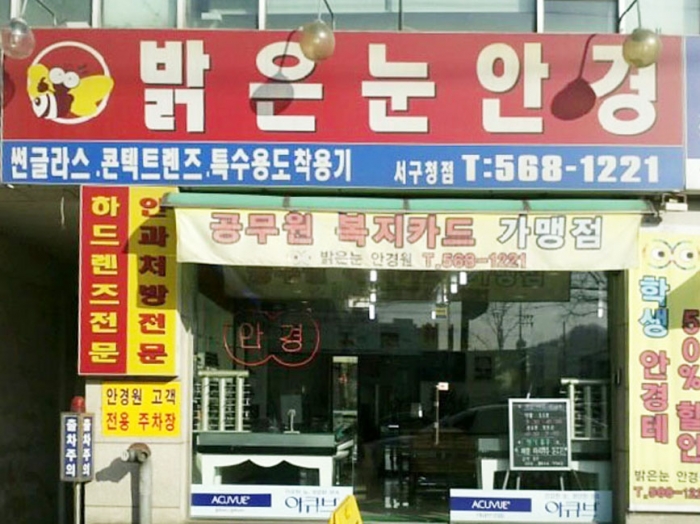 밝은눈안경
썬글라스.콘텍트렌즈.특수용도착용기 서구청점 T:568-1221
하드렌즈전문
안과처방전문
공무원 복지카드 가맹점
밝은눈 안경원 T.568-1221
안경
학생 안경테
50% 할인
밝은눈 안경
T.568-122
안경원 고객
전용 주차장
출차주의
출차주의
ACUVUE
아큐브
ACUVUE
아큐브